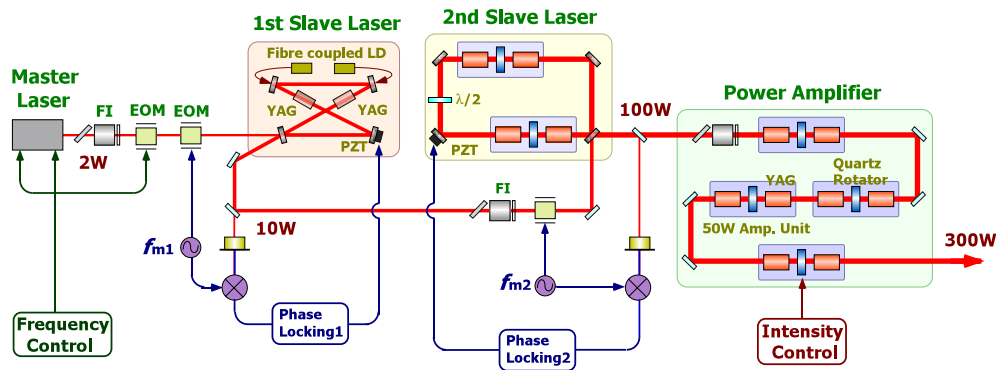 1st Slave Laser
2nd Slave Laser
Fibre coupled LD
Master
Laser
FI
EOM
EOM
YAG
YAG
PZT
2W
λ/2
PZT
100W
Power Amplifier
Quartz
Rotator
YAG
50W Amp. Unit
FI
10W
300W
fm1
fm2
Frequency
Control
Phase
Locking1
Phase
Locking2
Intensity
Control